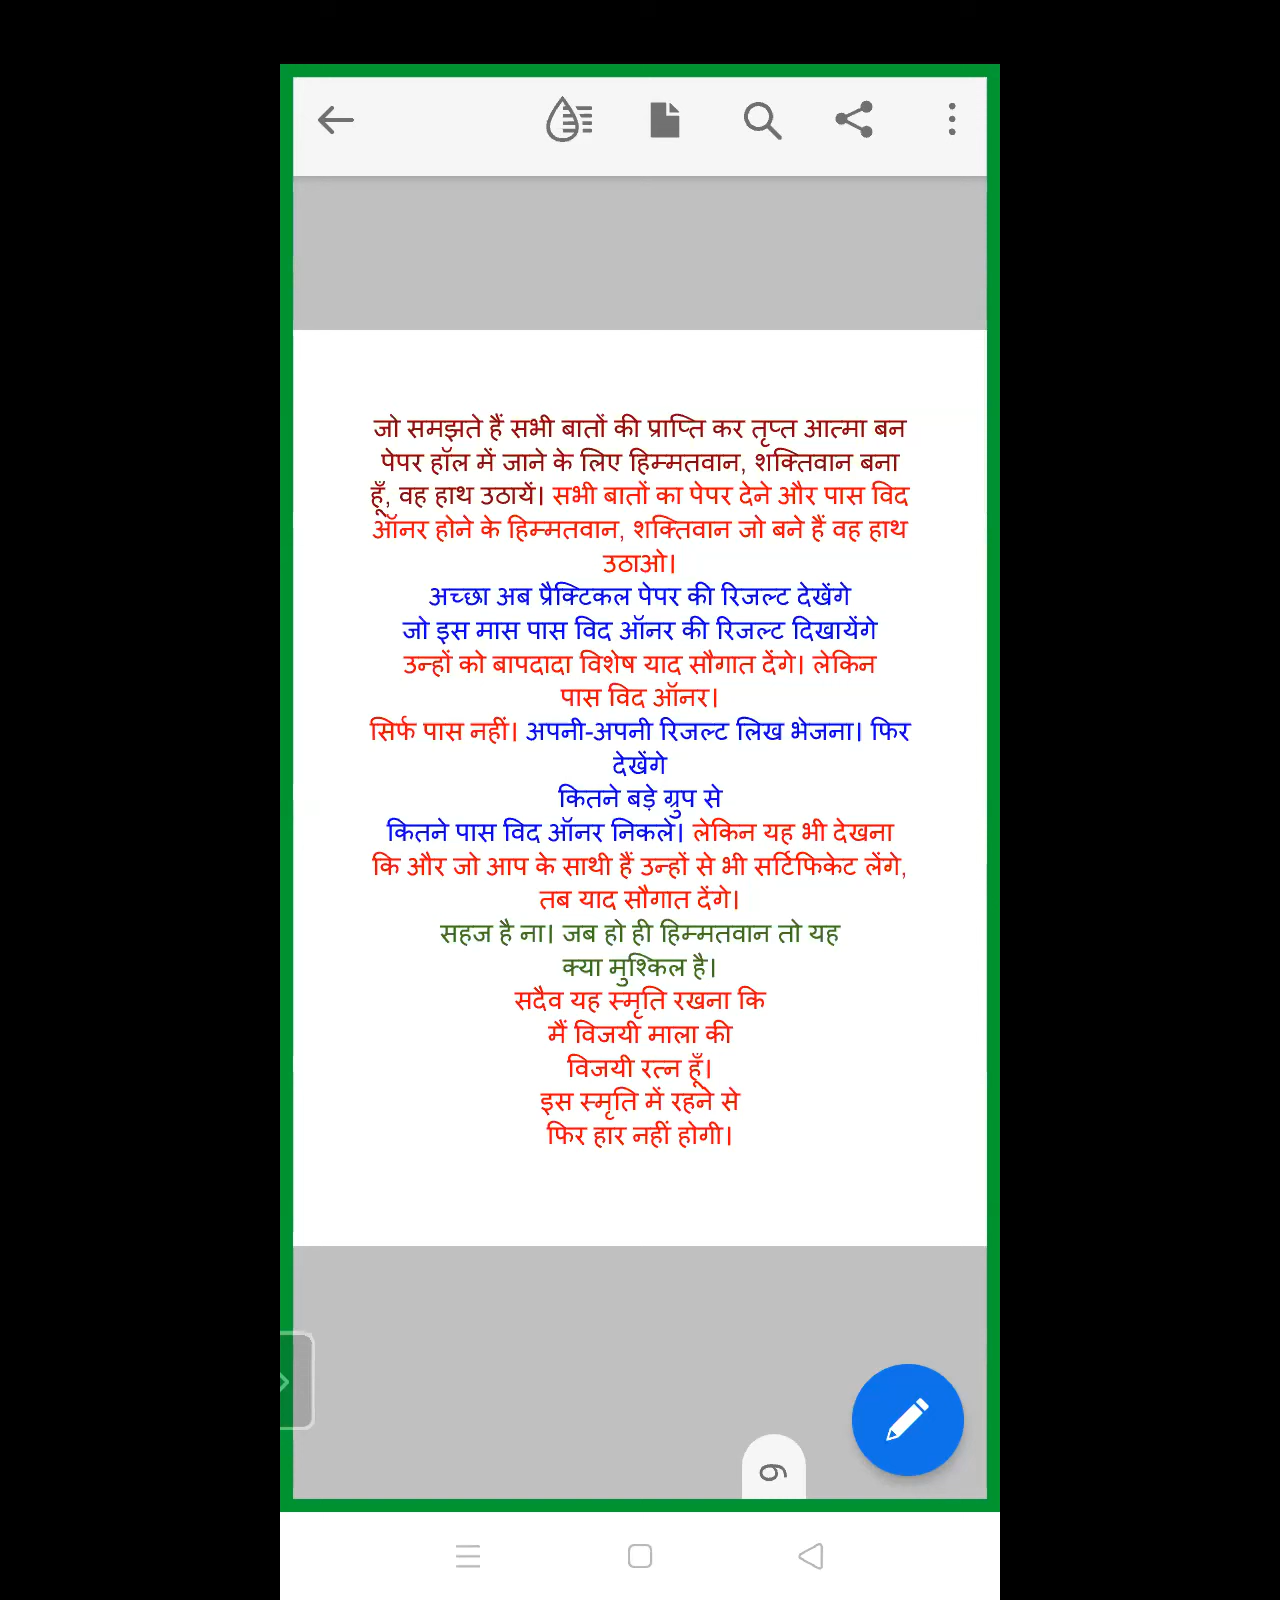 जो समझते हैं सभी बातों की प्राप्ति कर तृप्त आत्मा बन
पेपर हॉल में जाने के लिए हिम्मतवान, शक्तिवान बना
हूँ, वह हाथ उठायें। सभी बातों का पेपर देने और पास विद
ऑनर होने के हिम्मतवान, शक्तिवान जो बने हैं वह हाथ
उठाओ।
अच्छा अब प्रैक्टिकल पेपर की रिजल्ट देखेंगे
जो इस मास पास विद ऑनर की रिजल्ट दिखायेंगे
उन्हों को बापदादा विशेष याद सौगात देंगे। लेकिन
पास विद ऑनर।
सिर्फ पास नहीं। अपनी-अपनी रिजल्ट लिख भेजना। फिर
देखेंगे
कितने बड़े ग्रुप से
कितने पास विद ऑनर निकले। लेकिन यह भी देखना
कि और जो आप के साथी हैं उन्हों से भी सर्टिफिकेट लेंगे,
तब याद सौगात देंगे।
सहज है ना। जब हो ही हिम्मतवान तो यह
क्या मुश्किल है।
सदैव यह स्मृति रखना कि
मैं विजयी माला की
विजयी रत्न हूँ।
इस स्मृति में रहने से
फिर हार नहीं होगी।
9